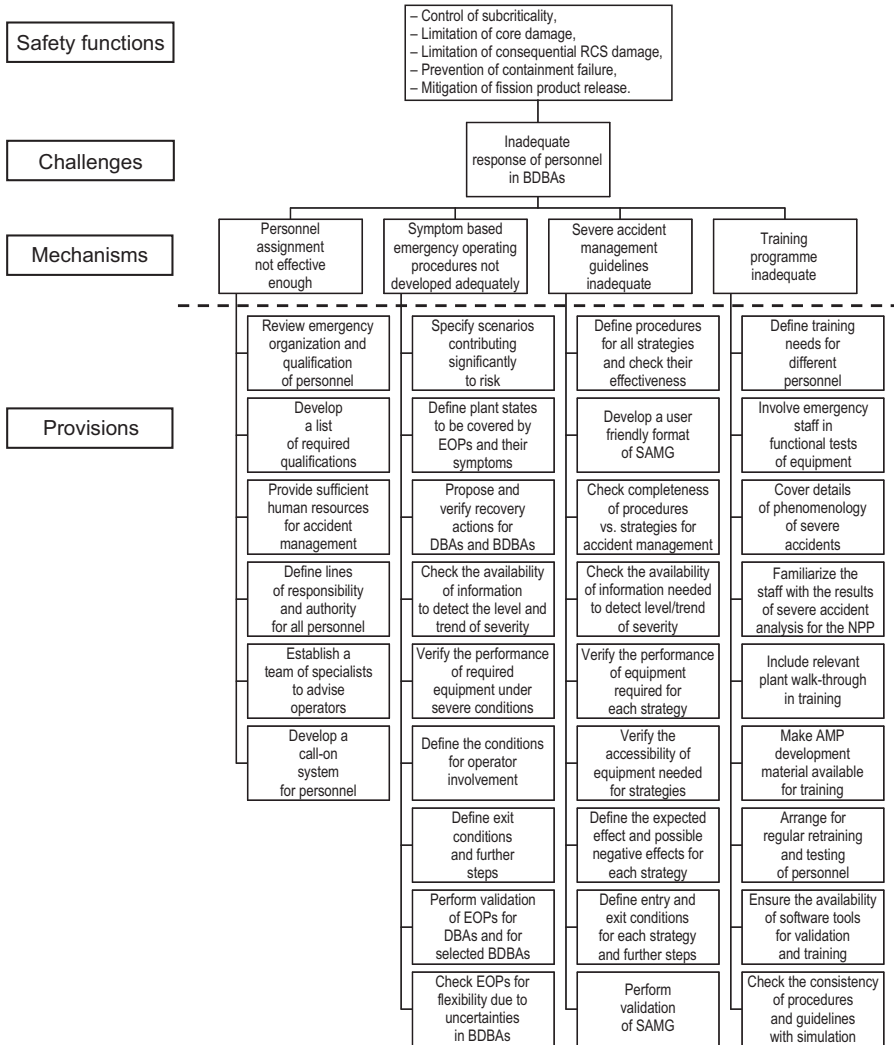 Safety functions
– Control of subcriticality,
– Limitation of core damage,
– Limitation of consequential RCS damage,
– Prevention of containment failure,
– Mitigation of fission product release.
Challenges
Inadequate
response of personnel
in BDBAs
Mechanisms
Personnel
assignment
not effective
enough
Symptom based
emergency operating
procedures not
developed adequately
Severe accident
management
guidelines
inadequate
Training
programme
inadequate
Provisions
Review emergency
organization and
qualification
of personnel
Develop
a list
of required
qualifications
Provide sufficient
human resources
for accident
management
Define lines
of responsibility
and authority
for all personnel
Establish a
team of specialists
to advise
operators
Develop a
call-on
system
for personnel
Specify scenarios
contributing
significantly
to risk
Define plant states
to be covered by
EOPs and their
symptoms
Propose and
verify recovery
actions for
DBAs and BDBAs
Check the availability
of information
to detect the level and
trend of severity
Verify the performance
of required
equipment under
severe conditions
Define the conditions
for operator
involvement
Define exit
conditions
and further
steps
Perform validation
of EOPs for
DBAs and for
selected BDBAs
Check EOPs for
flexibility due to
uncertainties
in BDBAs
Define procedures
for all strategies
and check their
effectiveness
Develop a user
friendly format
of SAMG
Check completeness
of procedures
vs. strategies for
accident management
Check the availability
of information needed
to detect level/trend
of severity
Verify the performance
of equipment
required for
each strategy
Verify the
accessibility of
equipment needed
for strategies
Define the expected
effect and possible
negative effects for
each strategy
Define entry and
exit conditions
for each strategy
and further steps
Perform
validation
of SAMG
Define training
needs for
different
personnel
Involve emergency
staff in
functional tests
of equipment
Cover details
of phenomenology
of severe
accidents
Familiarize the
staff with the results
of severe accident
analysis for the NPP
Include relevant
plant walk-through
in training
Make AMP
development
material available
for training
Arrange for
regular retraining
and testing
of personnel
Ensure the availability
of software tools
for validation
and training
Check the consistency
of procedures
and guidelines
with simulation